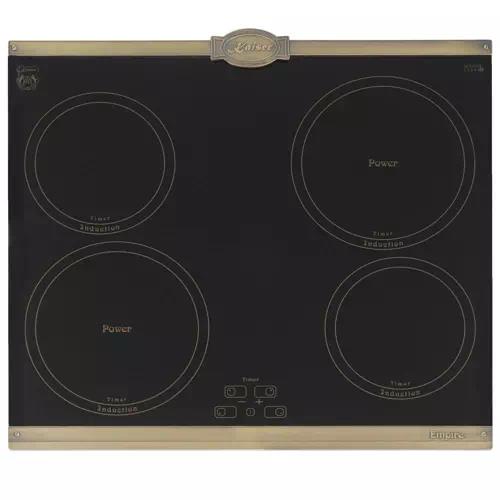 Kaiser
Power
Timer
Induction
Timer
Induction
Power
Timer
Induction
Timer
Induction
Timer
− +
Empire